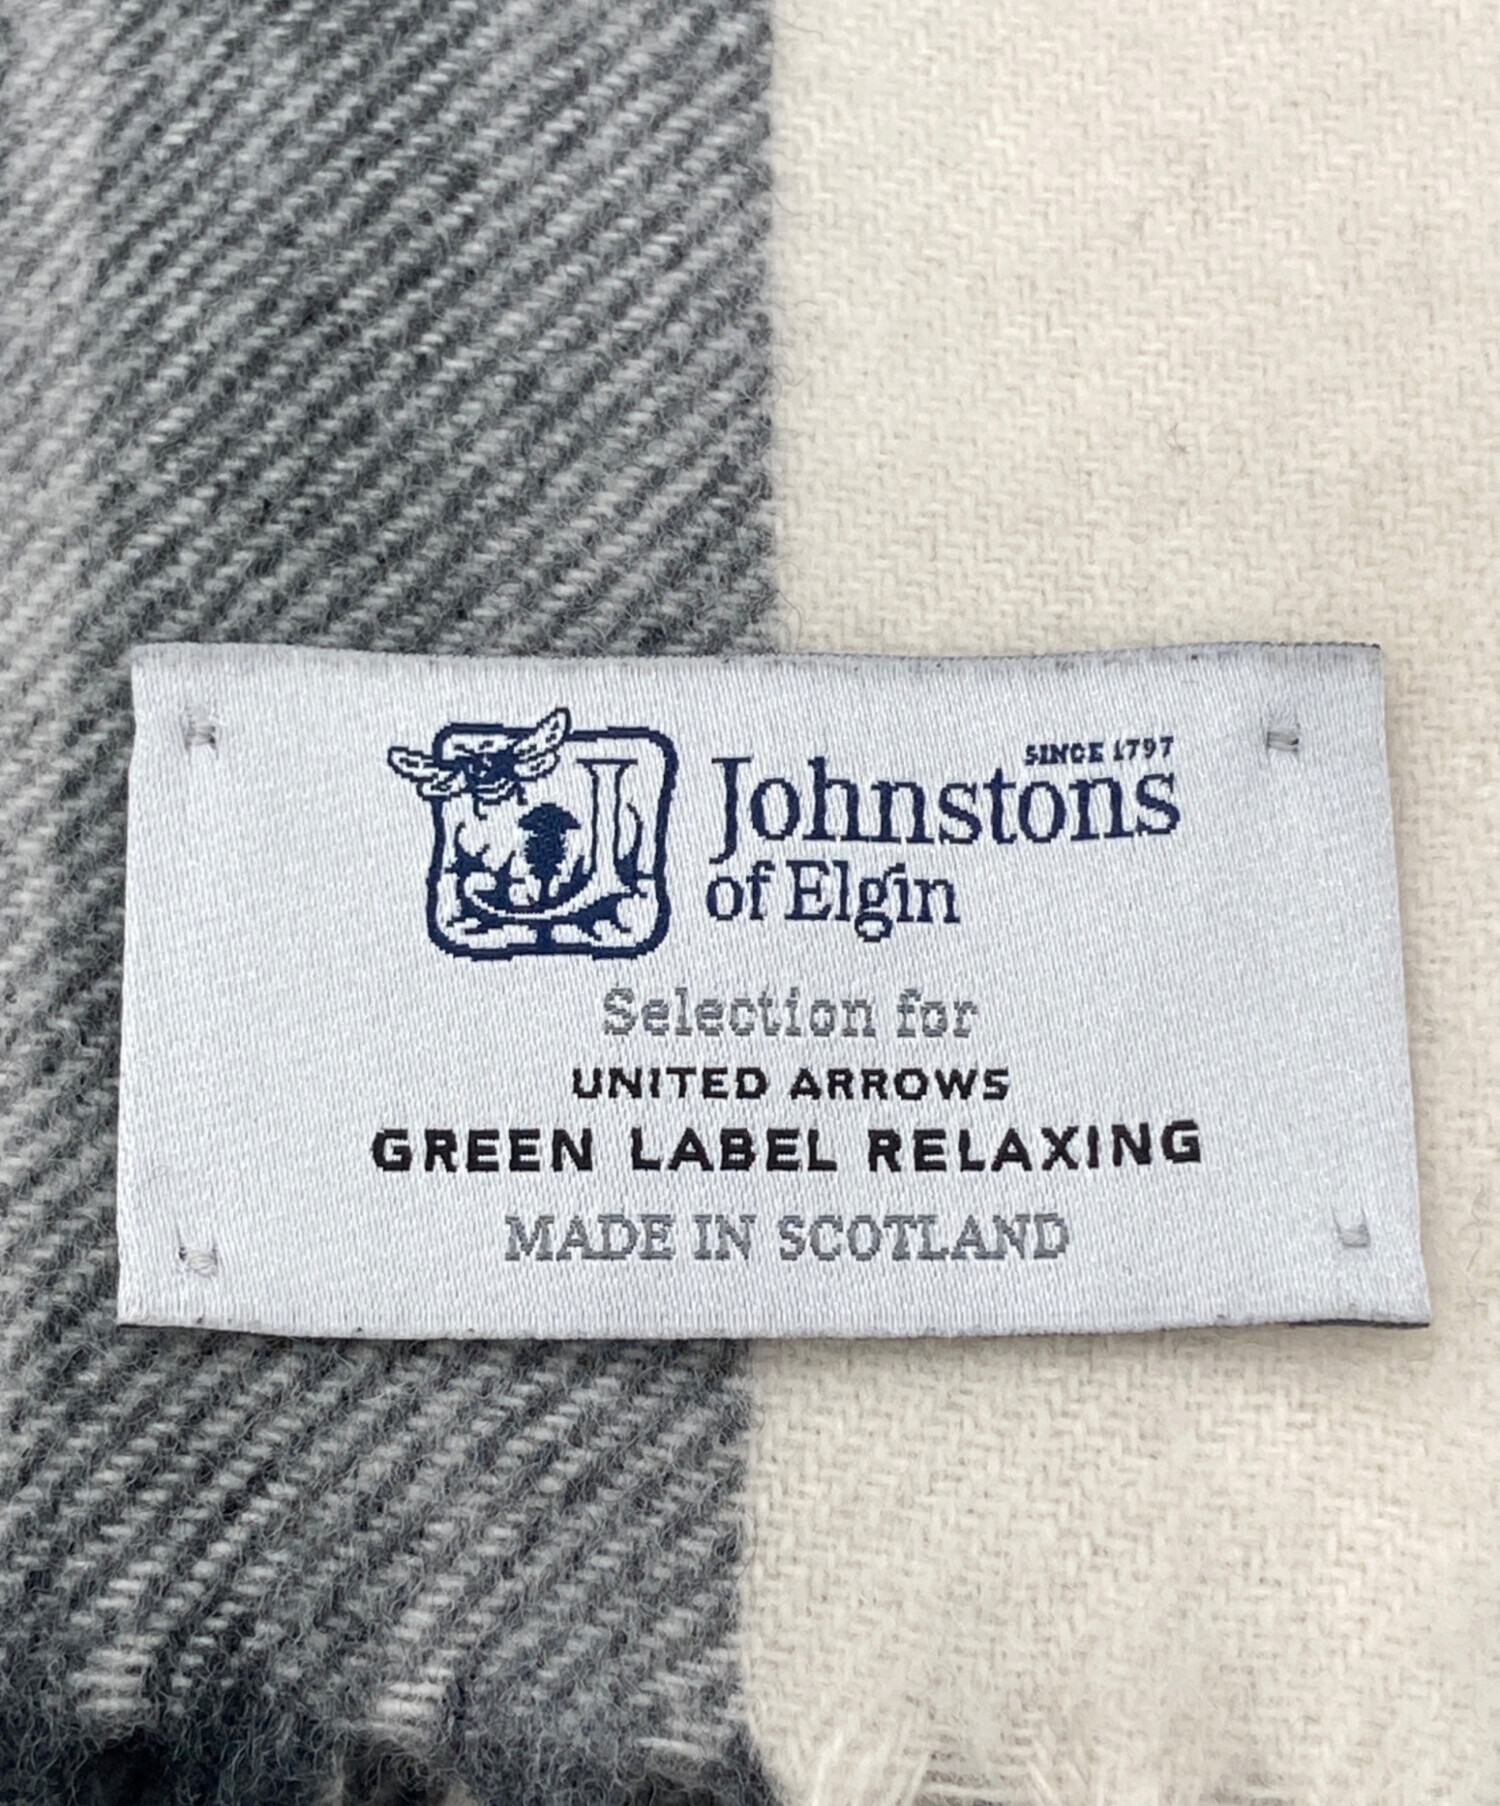 SINCE 1797
Johnstons
of Elgin
Selection for
UNITED ARROWS
GREEN LABEL RELAXING
MADE IN SCOTLAND